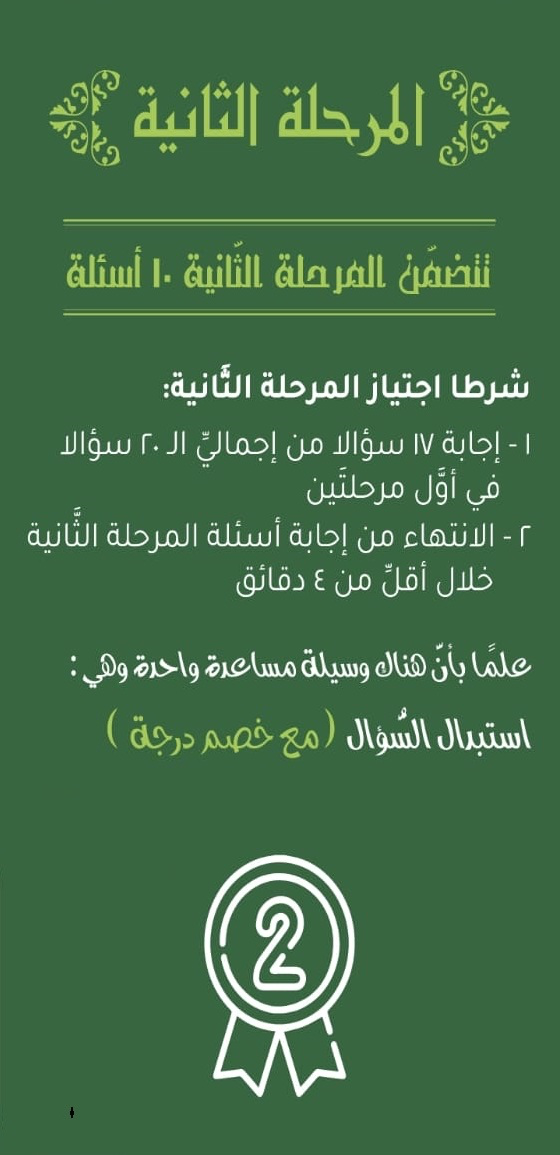 المرحلة الثانية
تتضمّن المرحلة الثّانية ١٠ أسئلة
شرطا اجتياز المرحلة الثَّانية:
١ - إجابة ١٧ سؤالا من إجماليِّ الـ ٢٠ سؤالا
في أوَّل مرحلتَين
٢ - الانتهاء من إجابة أسئلة المرحلة الثَّانية
خلال أقلِّ من ٤ دقائق
علمًا بأنّ هناك وسيلة مساعدة واحدة وهي :
استبدال السُّؤال ( مع خصم درجة )
2